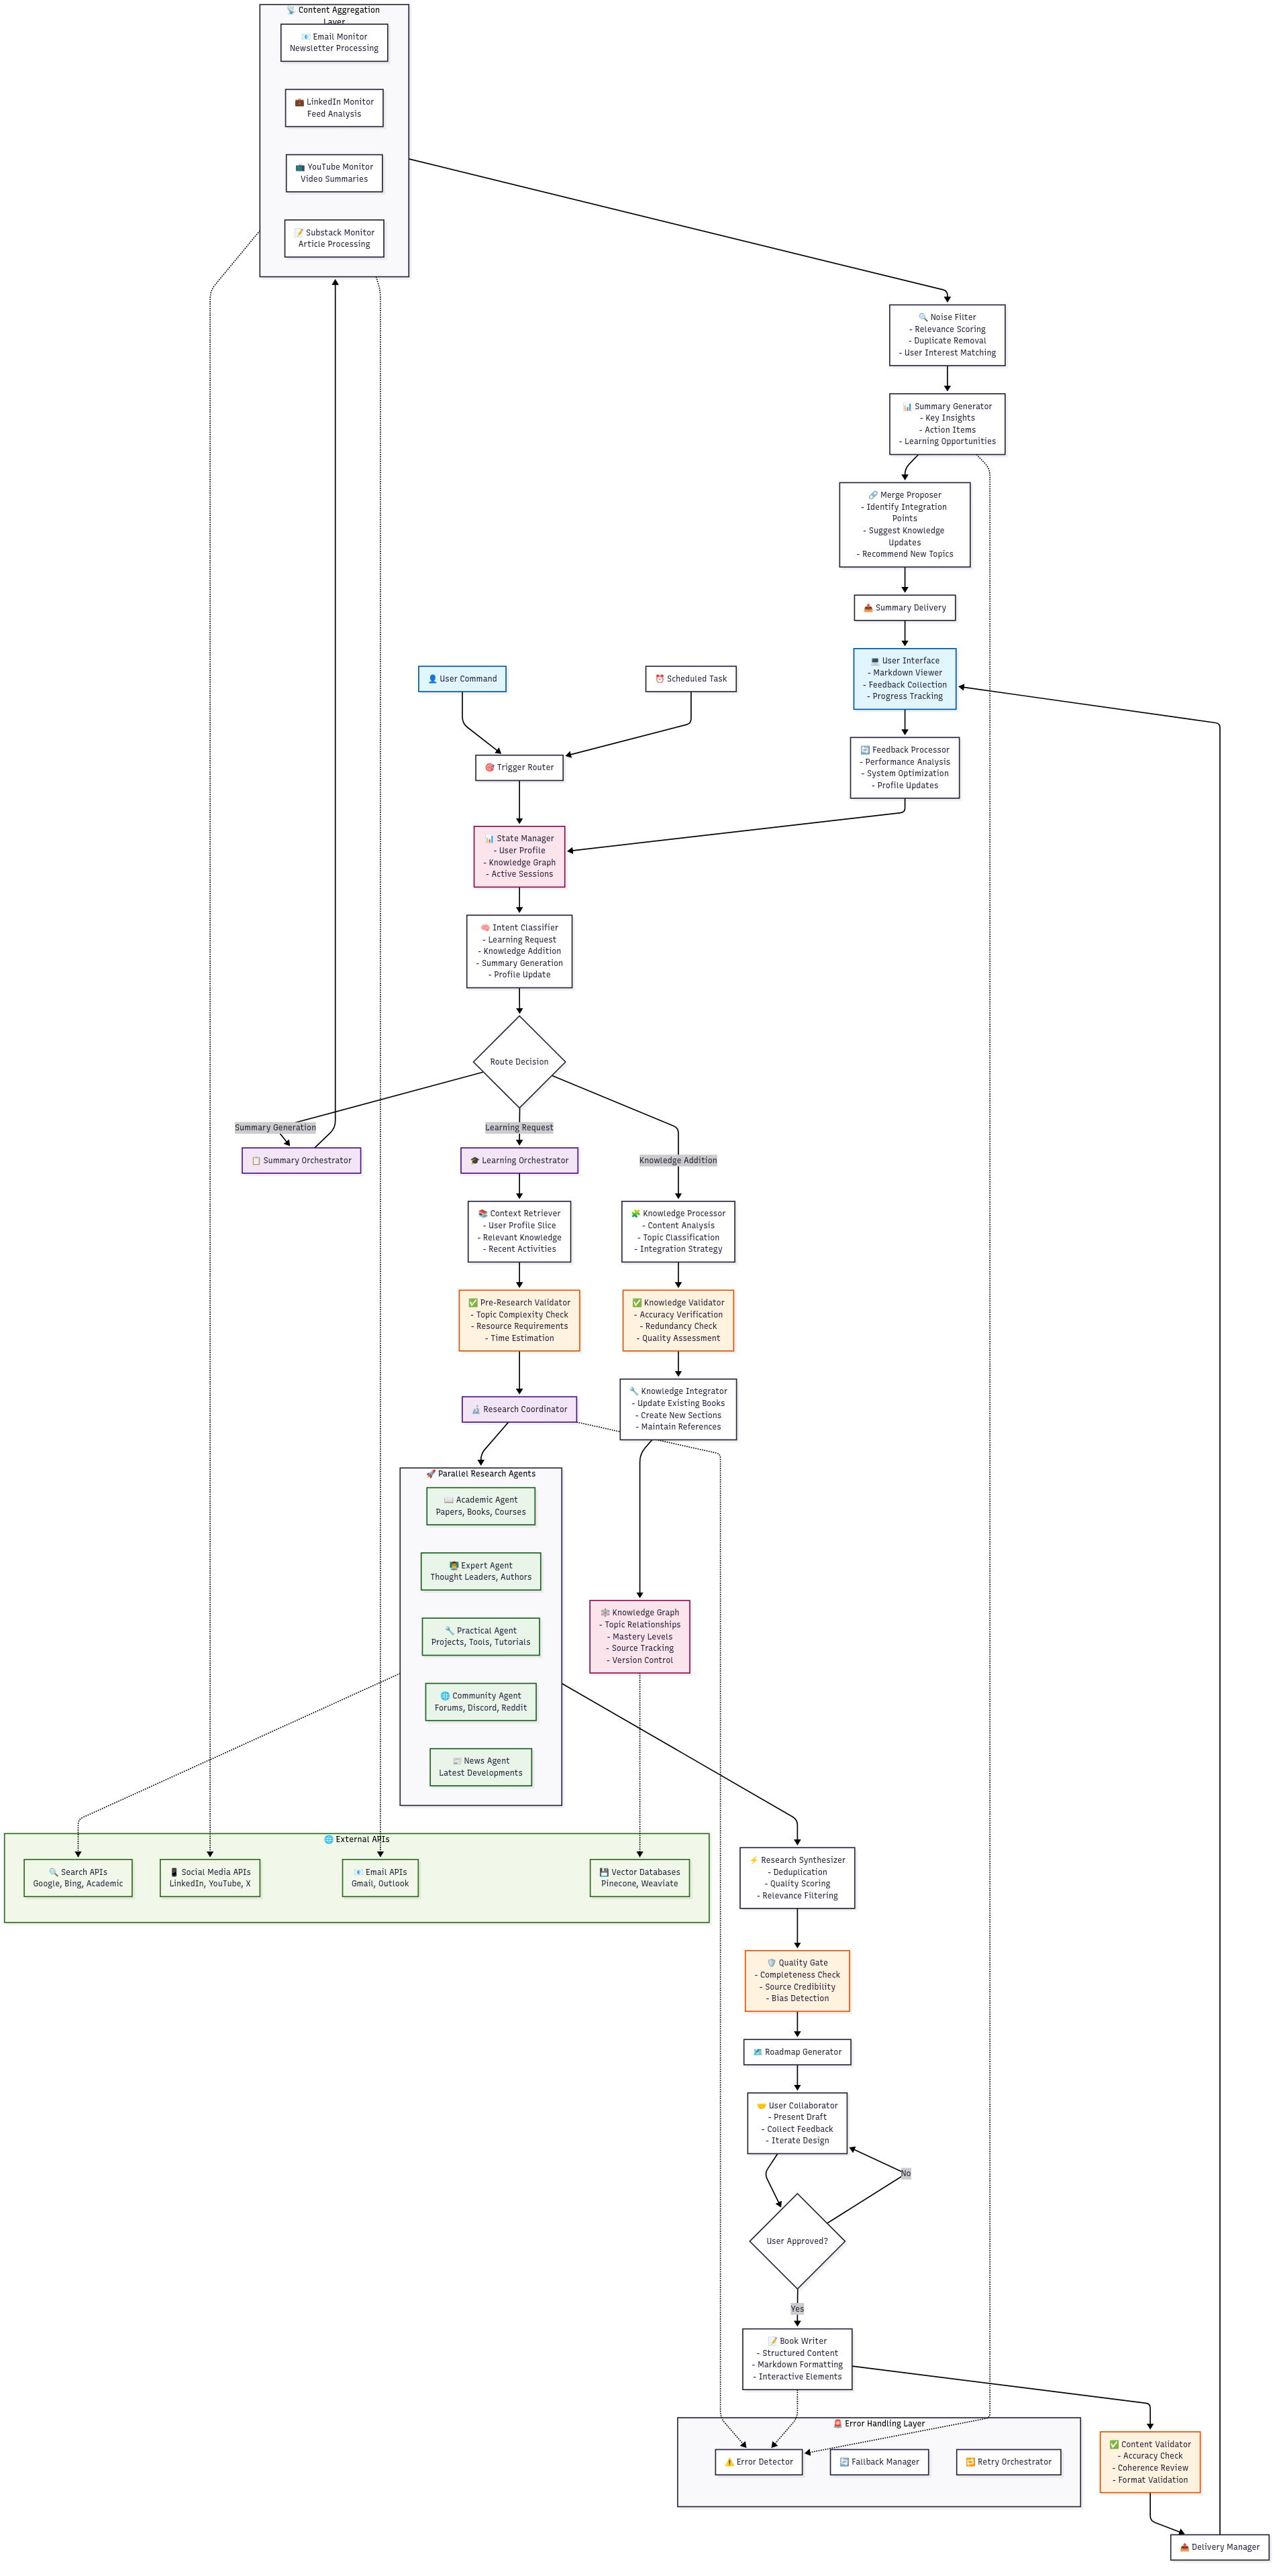 📡 Content Aggregation
Layer
📧 Email Monitor
Newsletter Processing
💼 LinkedIn Monitor
Feed Analysis
📺 YouTube Monitor
Video Summaries
📝 Substack Monitor
Article Processing
🔍 Noise Filter
- Relevance Scoring
- Duplicate Removal
- User Interest Matching
📊 Summary Generator
- Key Insights
- Action Items
- Learning Opportunities
🔗 Merge Proposer
- Identify Integration
Points
- Suggest Knowledge
Updates
- Recommend New Topics
📤 Summary Delivery
💻 User Interface
- Markdown Viewer
- Feedback Collection
- Progress Tracking
👤 User Command
⏰ Scheduled Task
🔄 Feedback Processor
- Performance Analysis
- System Optimization
- Profile Updates
🎯 Trigger Router
📊 State Manager
- User Profile
- Knowledge Graph
- Active Sessions
🧠 Intent Classifier
- Learning Request
- Knowledge Addition
- Summary Generation
- Profile Update
Route Decision
Summary Generation
Learning Request
Knowledge Addition
📋 Summary Orchestrator
🎓 Learning Orchestrator
📚 Context Retriever
- User Profile Slice
- Relevant Knowledge
- Recent Activities
🧩 Knowledge Processor
- Content Analysis
- Topic Classification
- Integration Strategy
✅ Pre-Research Validator
- Topic Complexity Check
- Resource Requirements
- Time Estimation
✅ Knowledge Validator
- Accuracy Verification
- Redundancy Check
- Quality Assessment
🔬 Research Coordinator
🔧 Knowledge Integrator
- Update Existing Books
- Create New Sections
- Maintain References
🚀 Parallel Research Agents
📖 Academic Agent
Papers, Books, Courses
👨‍🏫 Expert Agent
Thought Leaders, Authors
🔧 Practical Agent
Projects, Tools, Tutorials
🌐 Community Agent
Forums, Discord, Reddit
📰 News Agent
Latest Developments
🕸️ Knowledge Graph
- Topic Relationships
- Mastery Levels
- Source Tracking
- Version Control
🌐 External APIs
🔍 Search APIs
Google, Bing, Academic
📱 Social Media APIs
LinkedIn, YouTube, X
📧 Email APIs
Gmail, Outlook
💾 Vector Databases
Pinecone, Weaviate
⚡ Research Synthesizer
- Deduplication
- Quality Scoring
- Relevance Filtering
🛡️ Quality Gate
- Completeness Check
- Source Credibility
- Bias Detection
🗺️ Roadmap Generator
🤝 User Collaborator
- Present Draft
- Collect Feedback
- Iterate Design
No
User Approved?
Yes
📝 Book Writer
- Structured Content
- Markdown Formatting
- Interactive Elements
🚨 Error Handling Layer
⚠️ Error Detector
🔄 Fallback Manager
🔁 Retry Orchestrator
✅ Content Validator
- Accuracy Check
- Coherence Review
- Format Validation
📤 Delivery Manager